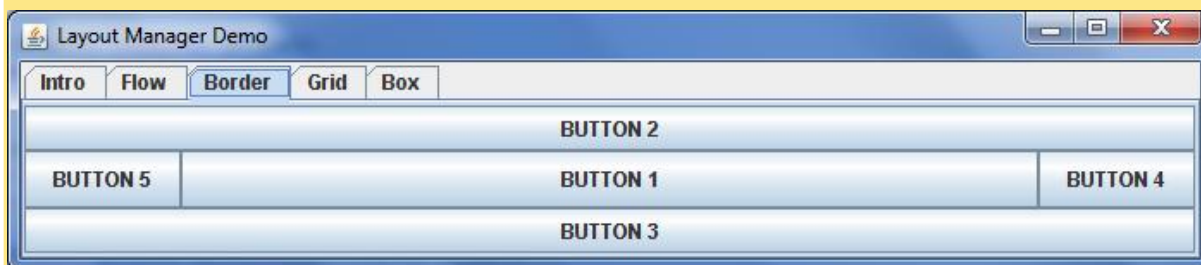 Layout Manager Demo
Intro Flow Border Grid Box
BUTTON 2
BUTTON 5 BUTTON 1 BUTTON 4
BUTTON 3